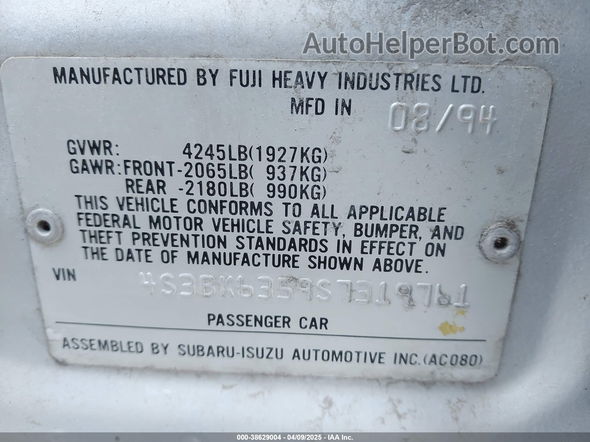 AutoHelperBot.com
MANUFACTURED BY FUJI HEAVY INDUSTRIES LTD.
MFD IN 08/94
GVWR: 4245LB(1927KG)
GAWR:FRONT-2065LB( 937KG)
REAR -2180LB( 990KG)
THIS VEHICLE CONFORMS TO ALL APPLICABLE
FEDERAL MOTOR VEHICLE SAFETY, BUMPER, AND
THEFT PREVENTION STANDARDS IN EFFECT ON
THE DATE OF MANUFACTURE SHOWN ABOVE.
VIN 4S3BK6359S7319761
PASSENGER CAR
ASSEMBLED BY SUBARU-ISUZU AUTOMOTIVE INC.(AC080)
000-38629004 - 04/09/2025 - IAA Inc.